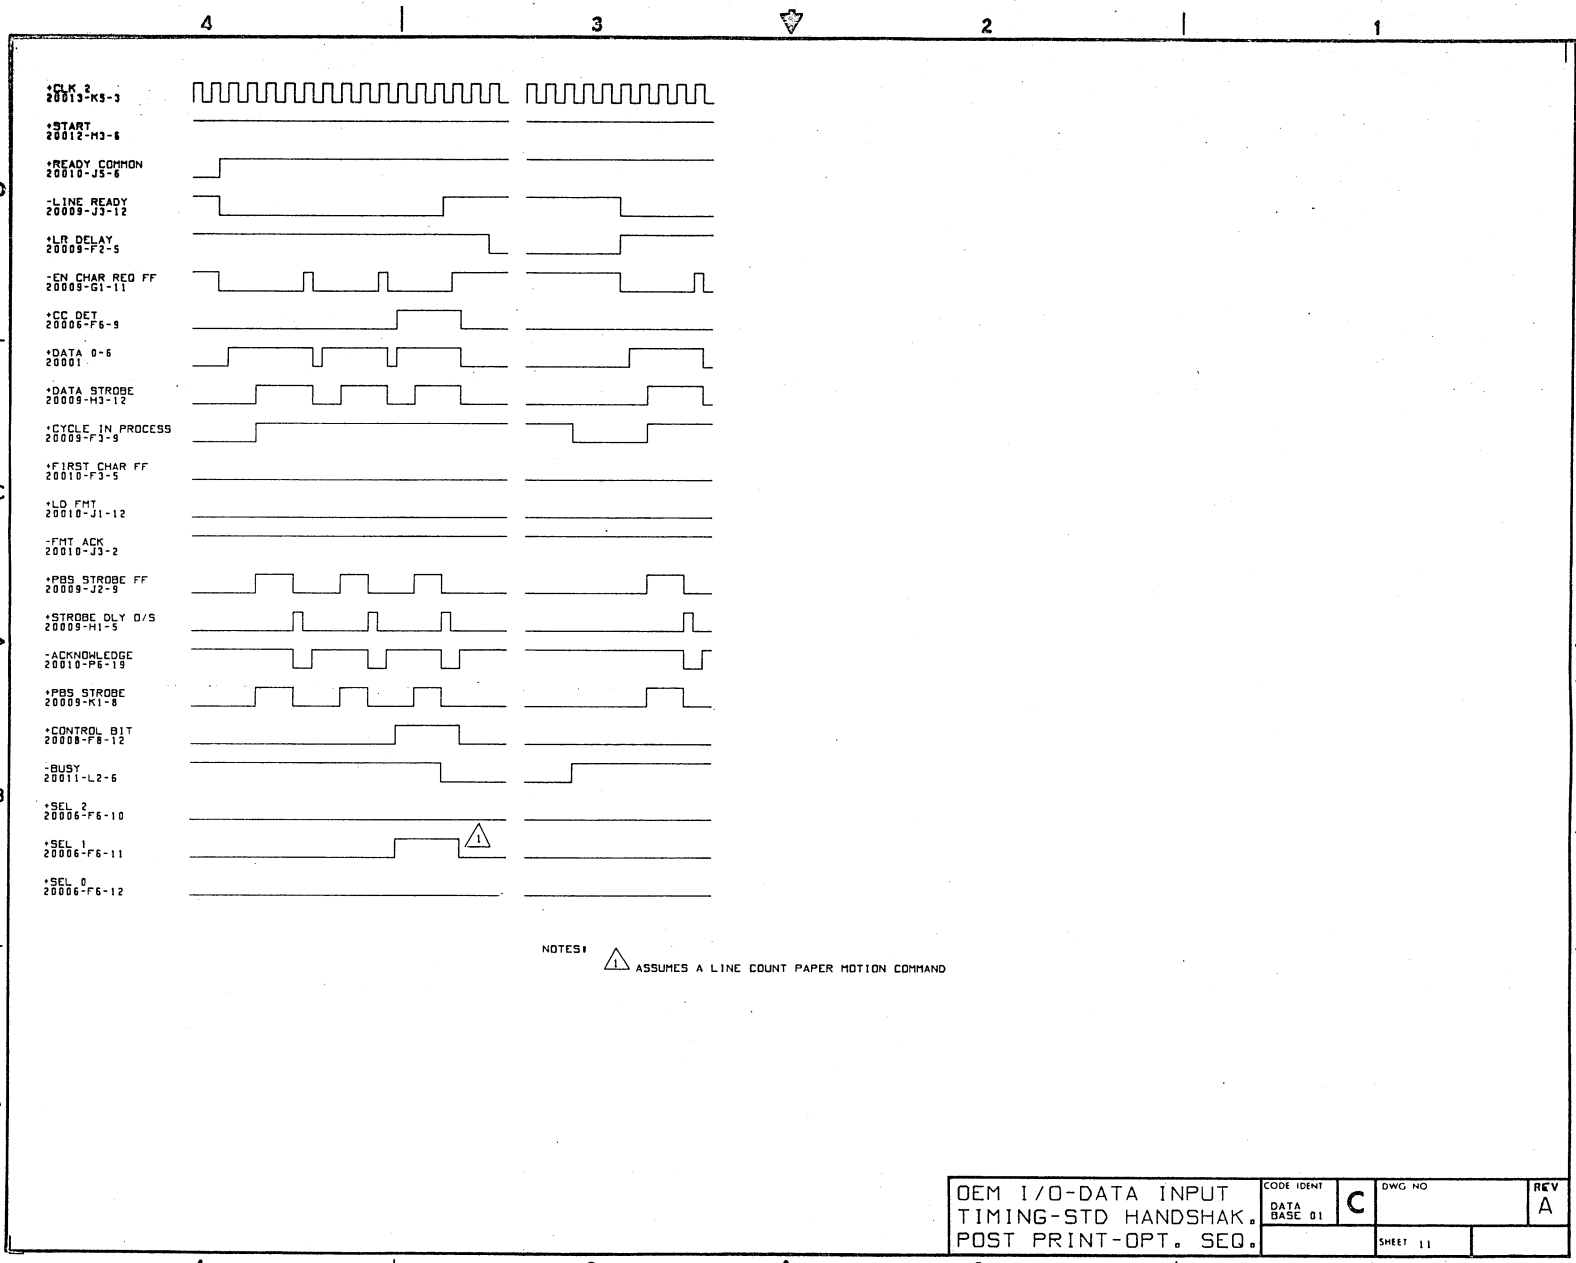 4 3 2 1
+CLK 2
20013-K5-3
+START
20012-M3-6
+READY COMMON
20010-J5-6
-LINE READY
20009-J3-12
+LR DELAY
20009-F2-5
-EN CHAR REQ FF
20009-G1-11
+CC DET
20006-F6-9
+DATA 0-6
20001
+DATA STROBE
20009-H3-12
+CYCLE IN PROCESS
20009-F3-9
+FIRST CHAR FF
20010-F3-5
+LD FMT
20010-J1-12
-FMT ACK
20010-J3-2
+PBS STROBE FF
20009-J2-9
+STROBE DLY O/S
20009-H1-5
-ACKNOWLEDGE
20010-P6-19
+PBS STROBE
20009-K1-8
+CONTROL BIT
20008-F8-12
-BUSY
20011-L2-6
+SEL 2
20006-F6-10
+SEL 1
20006-F6-11
1
+SEL 0
20006-F6-12
NOTES:
1 ASSUMES A LINE COUNT PAPER MOTION COMMAND
OEM I/O-DATA INPUT
TIMING-STD HANDSHAK.
POST PRINT-OPT. SEQ.
CODE IDENT
DATA
BASE 01
C
DWG NO
REV
A
SHEET 11